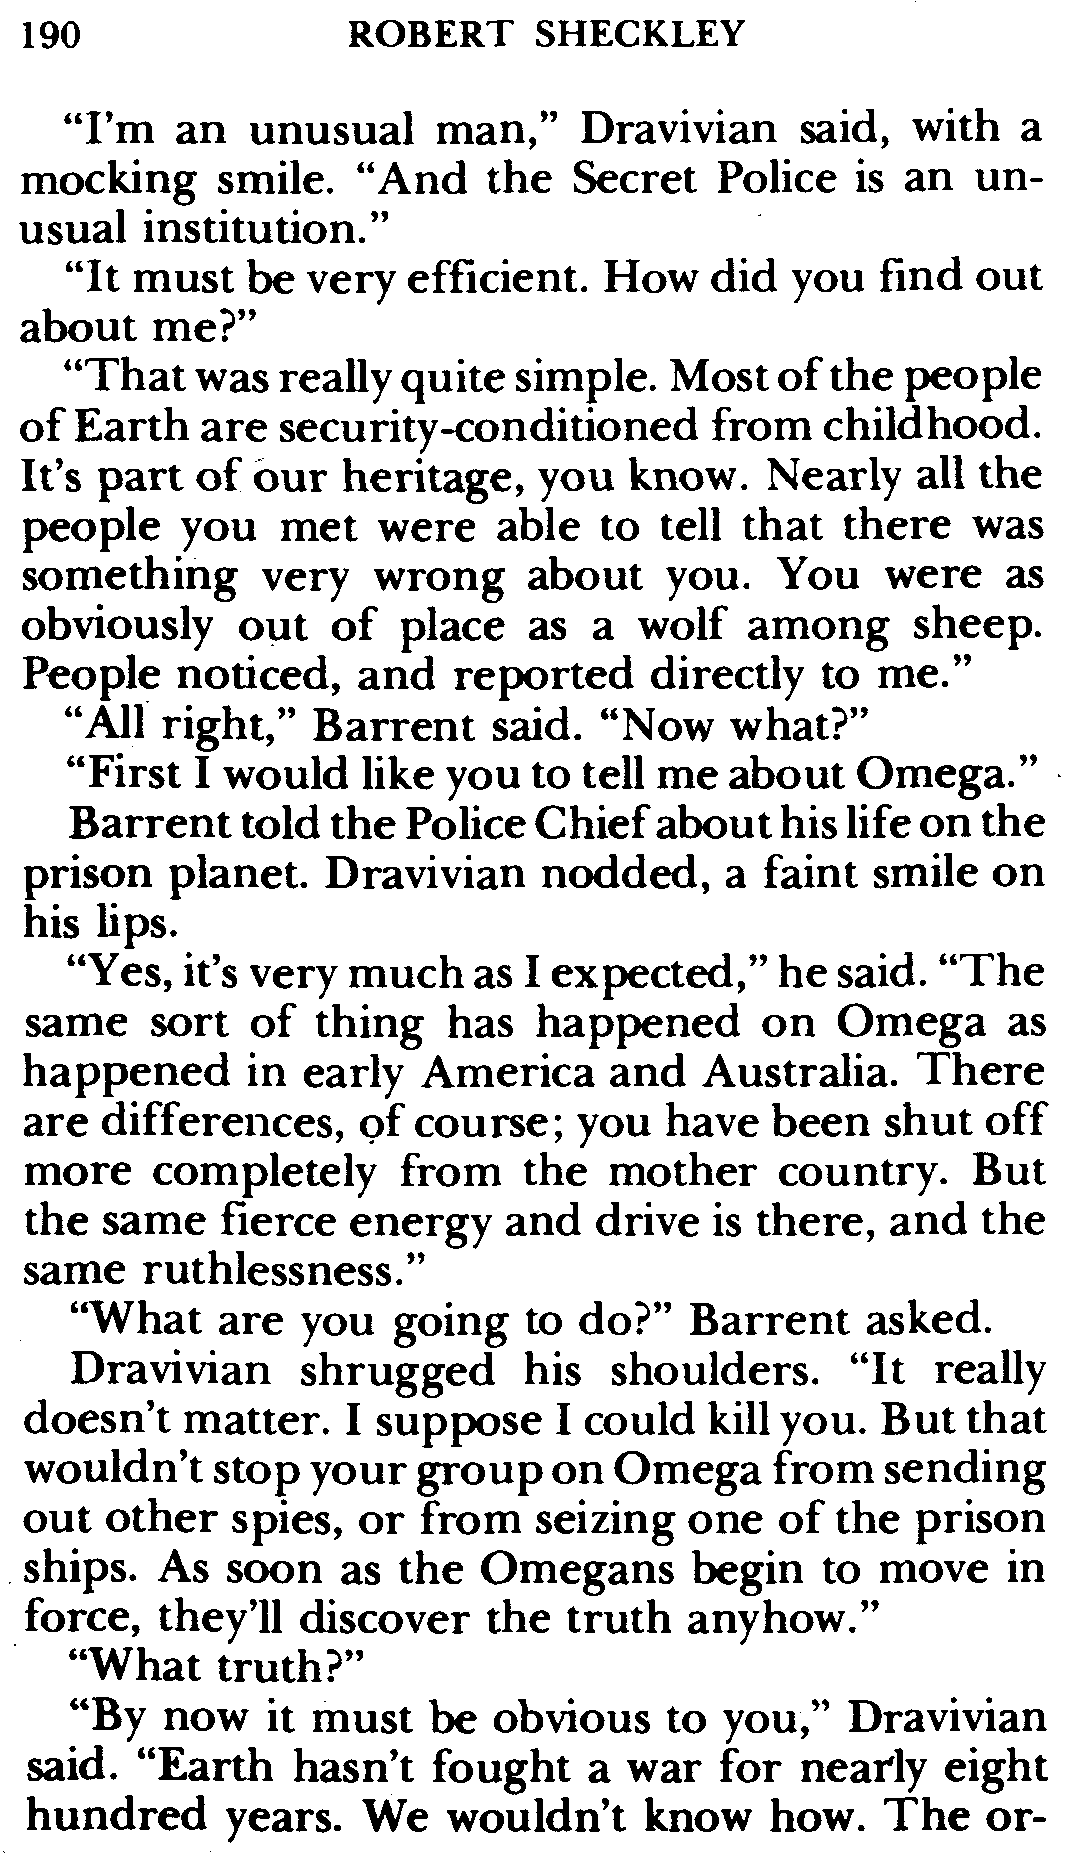 190 ROBERT SHECKLEY
“I’m an unusual man,” Dravivian said, with a
mocking smile. “And the Secret Police is an un-
usual institution.”
“It must be very efficient. How did you find out
about me?”
“That was really quite simple. Most of the people
of Earth are security-conditioned from childhood.
It’s part of our heritage, you know. Nearly all the
people you met were able to tell that there was
something very wrong about you. You were as
obviously out of place as a wolf among sheep.
People noticed, and reported directly to me.”
“All right,” Barrent said. “Now what?”
“First I would like you to tell me about Omega.”
Barrent told the Police Chief about his life on the
prison planet. Dravivian nodded, a faint smile on
his lips.
“Yes, it’s very much as I expected,” he said. “The
same sort of thing has happened on Omega as
happened in early America and Australia. There
are differences, of course; you have been shut off
more completely from the mother country. But
the same fierce energy and drive is there, and the
same ruthlessness.”
“What are you going to do?” Barrent asked.
Dravivian shrugged his shoulders. “It really
doesn’t matter. I suppose I could kill you. But that
wouldn’t stop your group on Omega from sending
out other spies, or from seizing one of the prison
ships. As soon as the Omegans begin to move in
force, they’ll discover the truth anyhow.”
“What truth?”
“By now it must be obvious to you,” Dravivian
said. “Earth hasn’t fought a war for nearly eight
hundred years. We wouldn’t know how. The or-